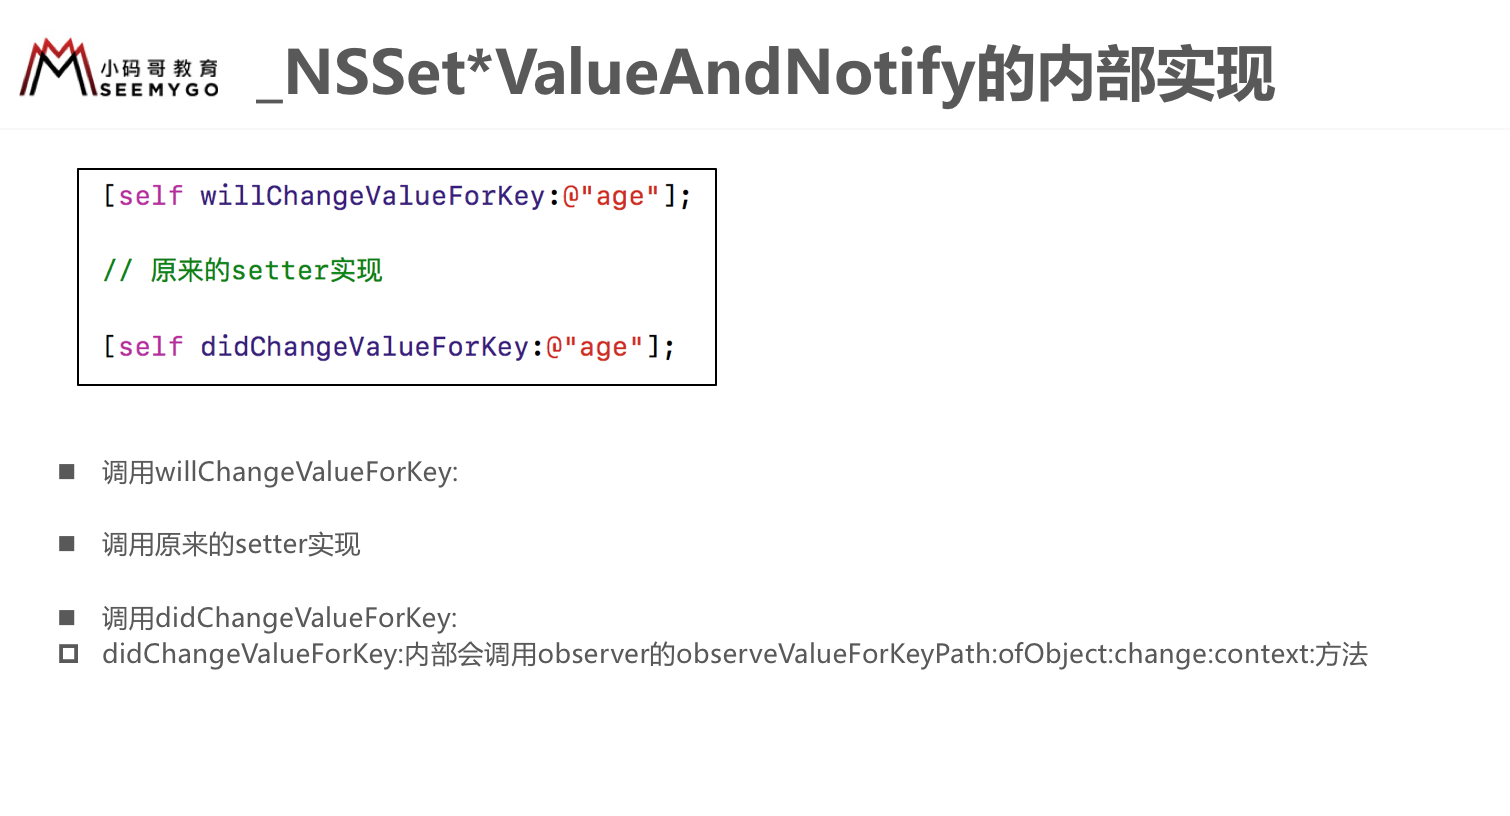 小码哥教育
SEEMYGO
_NSSet*ValueAndNotify的内部实现
[self willChangeValueForKey:@"age"];
// 原来的setter实现
[self didChangeValueForKey:@"age"];
■ 调用willChangeValueForKey:
■ 调用原来的setter实现
■ 调用didChangeValueForKey:
□ didChangeValueForKey:内部会调用observer的observeValueForKeyPath:ofObject:change:context:方法